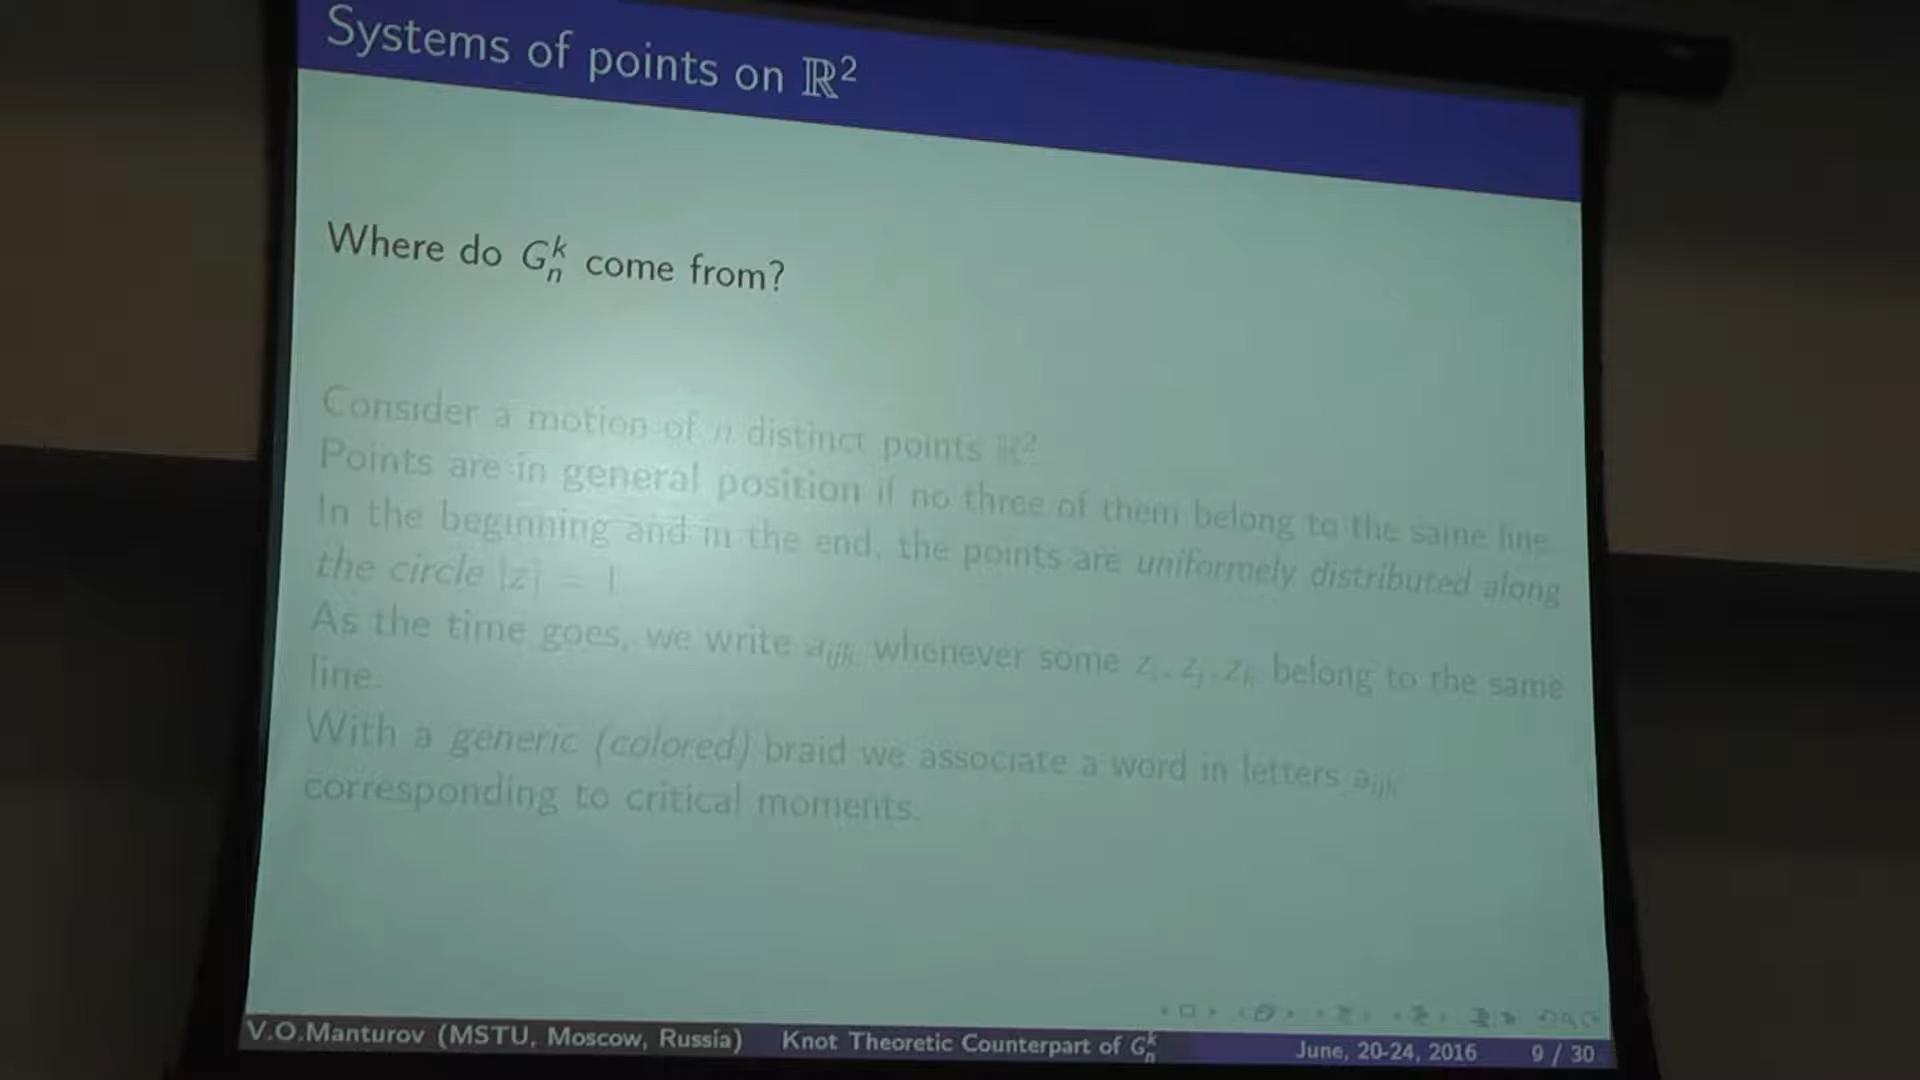 Systems of points on ℝ²
Where do Gₙᵏ come from?
Consider a motion of n distinct points ℝ²
Points are in general position if no three of them belong to the same line.
In the beginning and in the end, the points are uniformely distributed along
the circle |z| = 1
As the time goes, we write aᵢⱼₖ whenever some zᵢ, zⱼ, zₖ belong to the same
line.
With a generic (colored) braid we associate a word in letters aᵢⱼₖ
corresponding to critical moments.
V.O.Manturov (MSTU, Moscow, Russia) Knot Theoretic Counterpart of Gₙᵏ June, 20-24, 2016 9 / 30